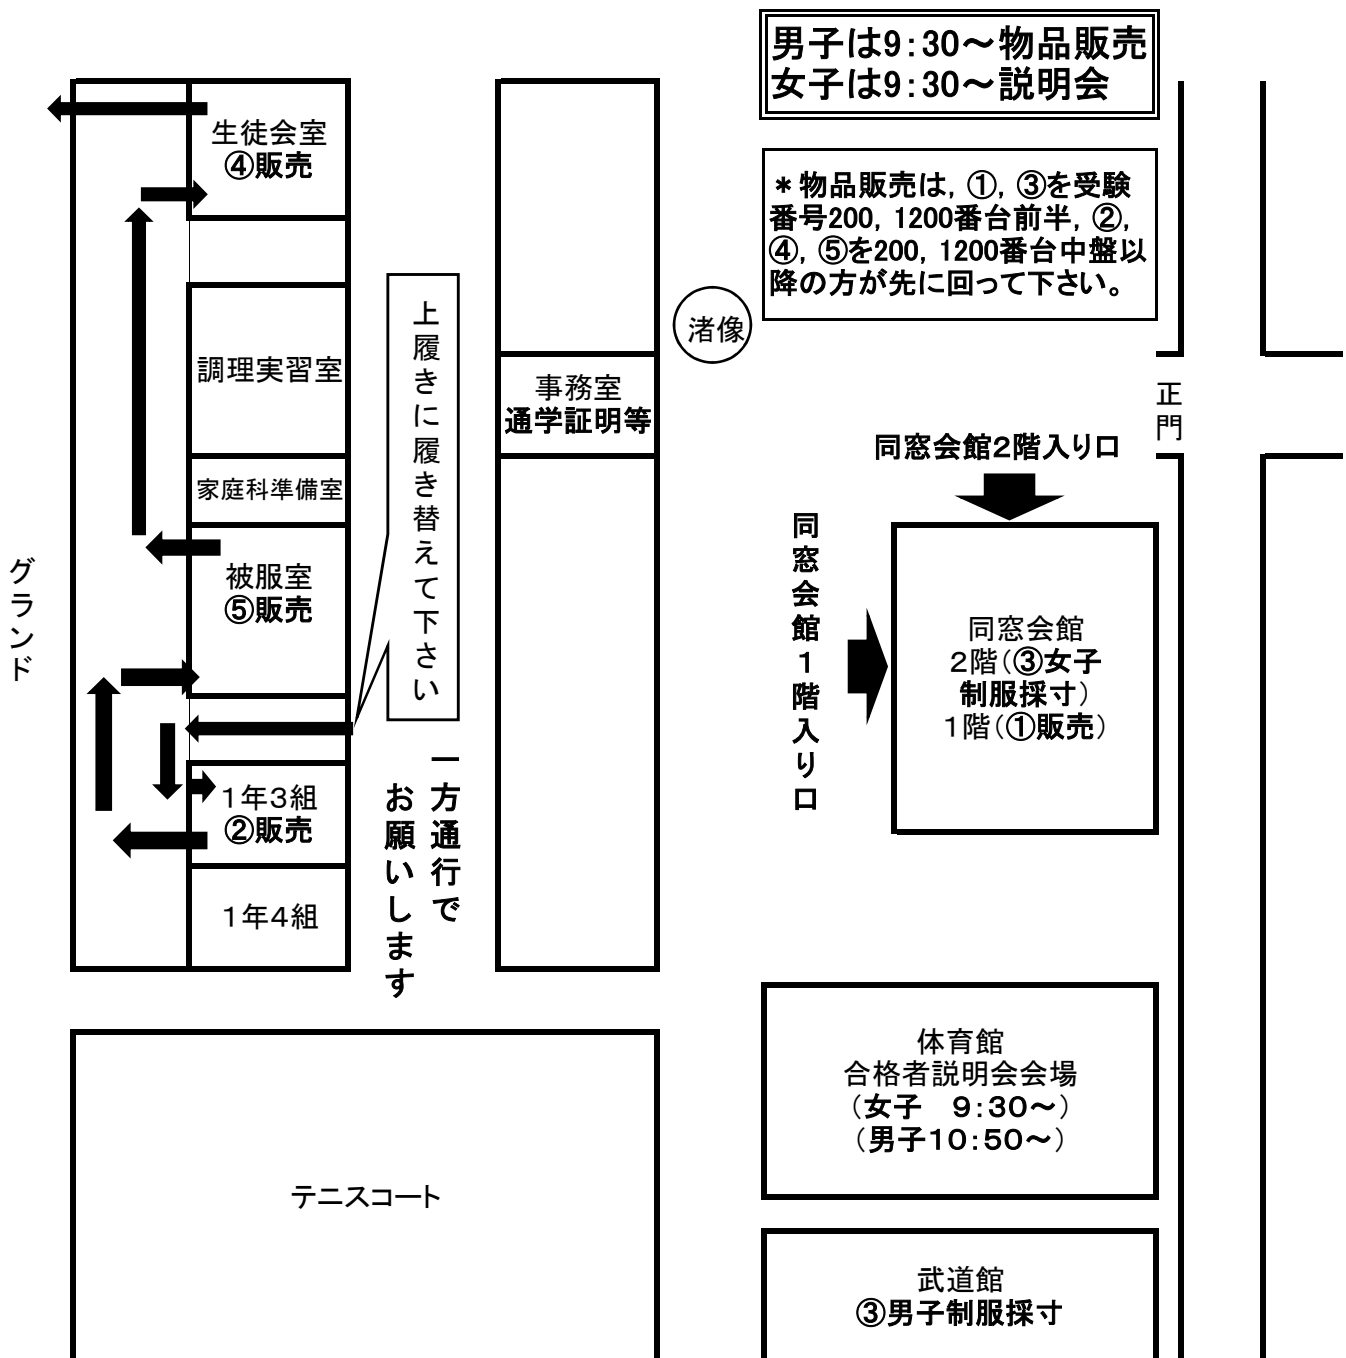 男子は9:30～物品販売
女子は9:30～説明会
＊物品販売は，①，③を受験
番号200，1200番台前半，②，
④，⑤を200，1200番台中盤以
降の方が先に回って下さい。
生徒会室
④販売
調理実習室
家庭科準備室
被服室
⑤販売
1年3組
②販売
1年4組
グランド
上履きに履き替えて下さい
一方通行で
お願いします
事務室
通学証明等
渚像
正門
同窓会館2階入り口
同窓会館1階入り口
同窓会館
2階（③女子
制服採寸）
1階（①販売）
体育館
合格者説明会会場
（女子　9:30～）
（男子10:50～）
テニスコート
武道館
③男子制服採寸